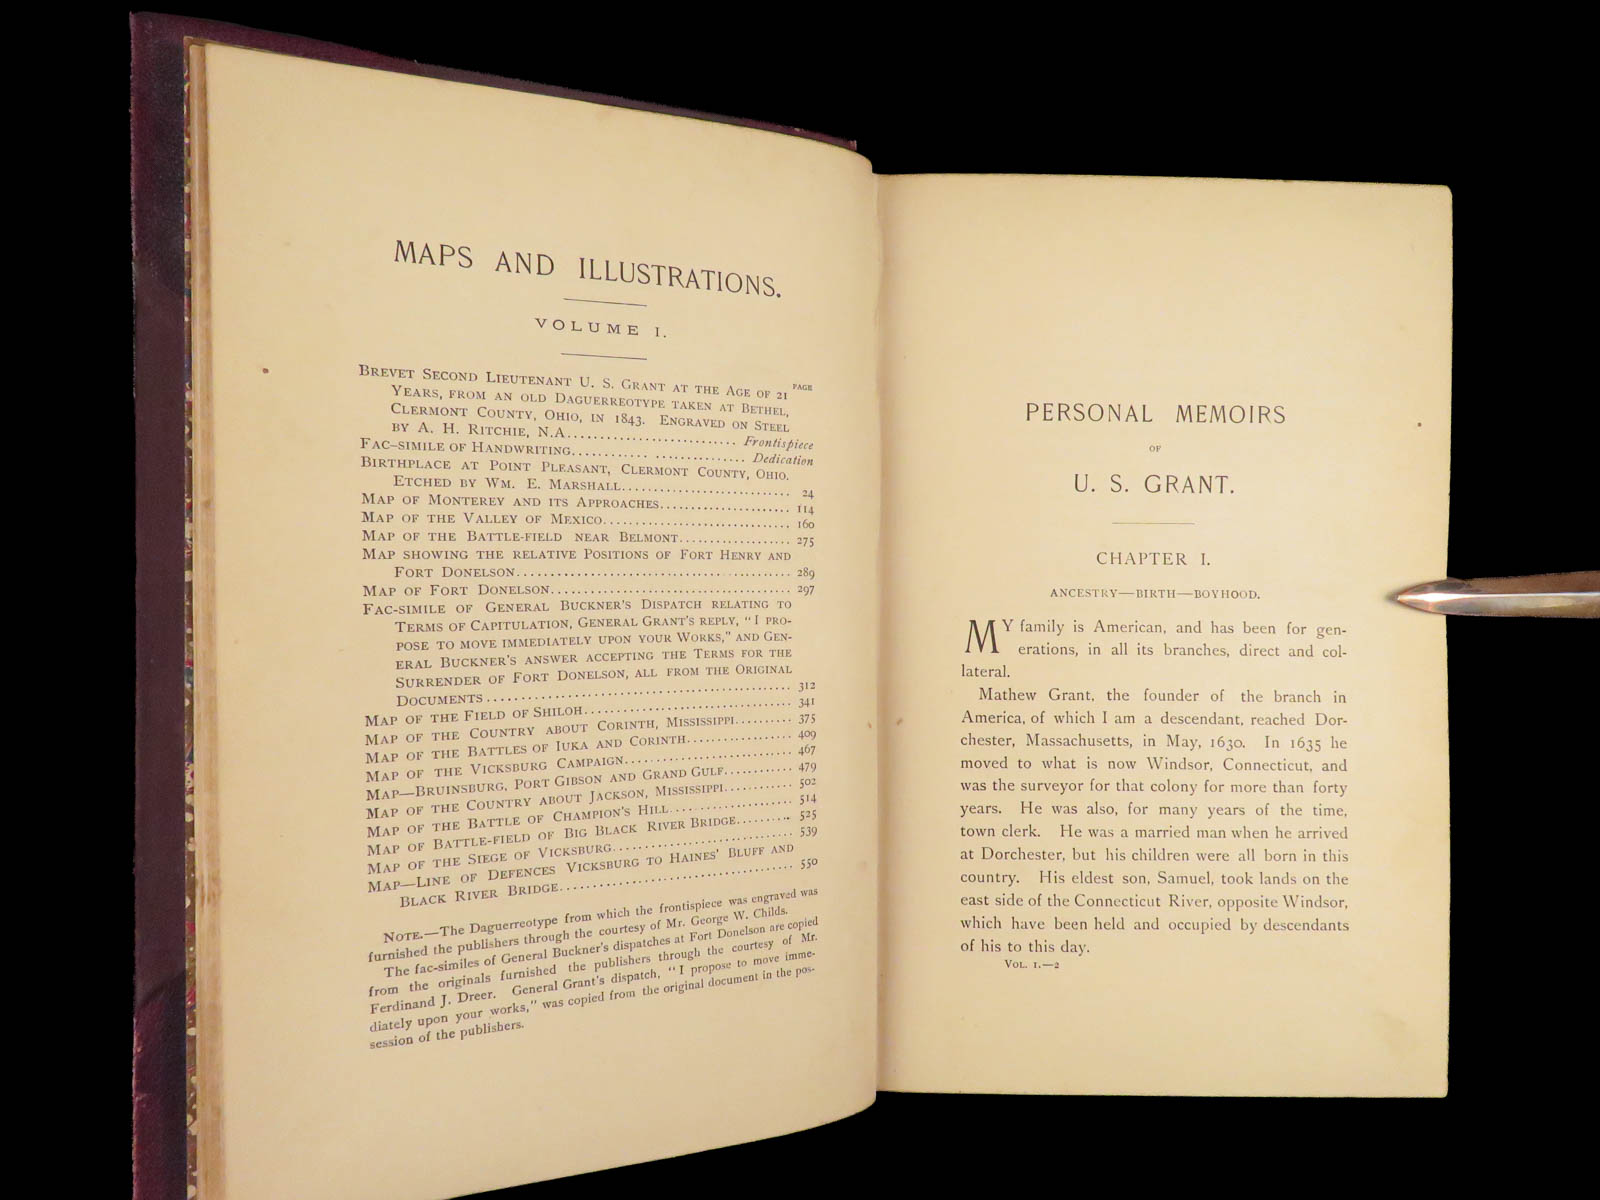 MAPS AND ILLUSTRATIONS.
VOLUME I.
PAGE
BREVET SECOND LIEUTENANT U. S. GRANT AT THE AGE OF 21
YEARS, FROM AN OLD DAGUERREOTYPE TAKEN AT BETHEL,
CLERMONT COUNTY, OHIO, IN 1843. ENGRAVED ON STEEL
BY A. H. RITCHIE, N.A. Frontispiece
FAC-SIMILE OF HANDWRITING Dedication
BIRTHPLACE AT POINT PLEASANT, CLERMONT COUNTY, OHIO.
ETCHED BY WM. E. MARSHALL 24
MAP OF MONTEREY AND ITS APPROACHES 114
MAP OF THE VALLEY OF MEXICO 160
MAP OF THE BATTLE-FIELD NEAR BELMONT 275
MAP SHOWING THE RELATIVE POSITIONS OF FORT HENRY AND
FORT DONELSON 289
MAP OF FORT DONELSON 297
FAC-SIMILE OF GENERAL BUCKNER'S DISPATCH RELATING TO
TERMS OF CAPITULATION, GENERAL GRANT'S REPLY, "I PRO-
POSE TO MOVE IMMEDIATELY UPON YOUR WORKS," AND GEN-
ERAL BUCKNER'S ANSWER ACCEPTING THE TERMS FOR THE
SURRENDER OF FORT DONELSON, ALL FROM THE ORIGINAL
DOCUMENTS 312
MAP OF THE FIELD OF SHILOH 341
MAP OF THE COUNTRY ABOUT CORINTH, MISSISSIPPI 375
MAP OF THE BATTLES OF IUKA AND CORINTH 409
MAP OF THE VICKSBURG CAMPAIGN 467
MAP—BRUINSBURG, PORT GIBSON AND GRAND GULF 479
MAP OF THE COUNTRY ABOUT JACKSON, MISSISSIPPI 502
MAP OF THE BATTLE OF CHAMPION'S HILL 514
MAP OF BATTLE-FIELD OF BIG BLACK RIVER BRIDGE 525
MAP OF THE SIEGE OF VICKSBURG 539
MAP—LINE OF DEFENCES VICKSBURG TO HAINES' BLUFF AND
BLACK RIVER BRIDGE 550
NOTE.—The Daguerreotype from which the frontispiece was engraved was
furnished the publishers through the courtesy of Mr. George W. Childs.
The fac-similes of General Buckner's dispatches at Fort Donelson are copied
from the originals furnished the publishers through the courtesy of Mr.
Ferdinand J. Dreer. General Grant's dispatch, "I propose to move imme-
diately upon your works," was copied from the original document in the pos-
session of the publishers.
PERSONAL MEMOIRS
OF
U. S. GRANT.
CHAPTER I.
ANCESTRY—BIRTH—BOYHOOD.
MY family is American, and has been for gen-
erations, in all its branches, direct and col-
lateral.
Mathew Grant, the founder of the branch in
America, of which I am a descendant, reached Dor-
chester, Massachusetts, in May, 1630. In 1635 he
moved to what is now Windsor, Connecticut, and
was the surveyor for that colony for more than forty
years. He was also, for many years of the time,
town clerk. He was a married man when he arrived
at Dorchester, but his children were all born in this
country. His eldest son, Samuel, took lands on the
east side of the Connecticut River, opposite Windsor,
which have been held and occupied by descendants
of his to this day.
VOL. I.—2